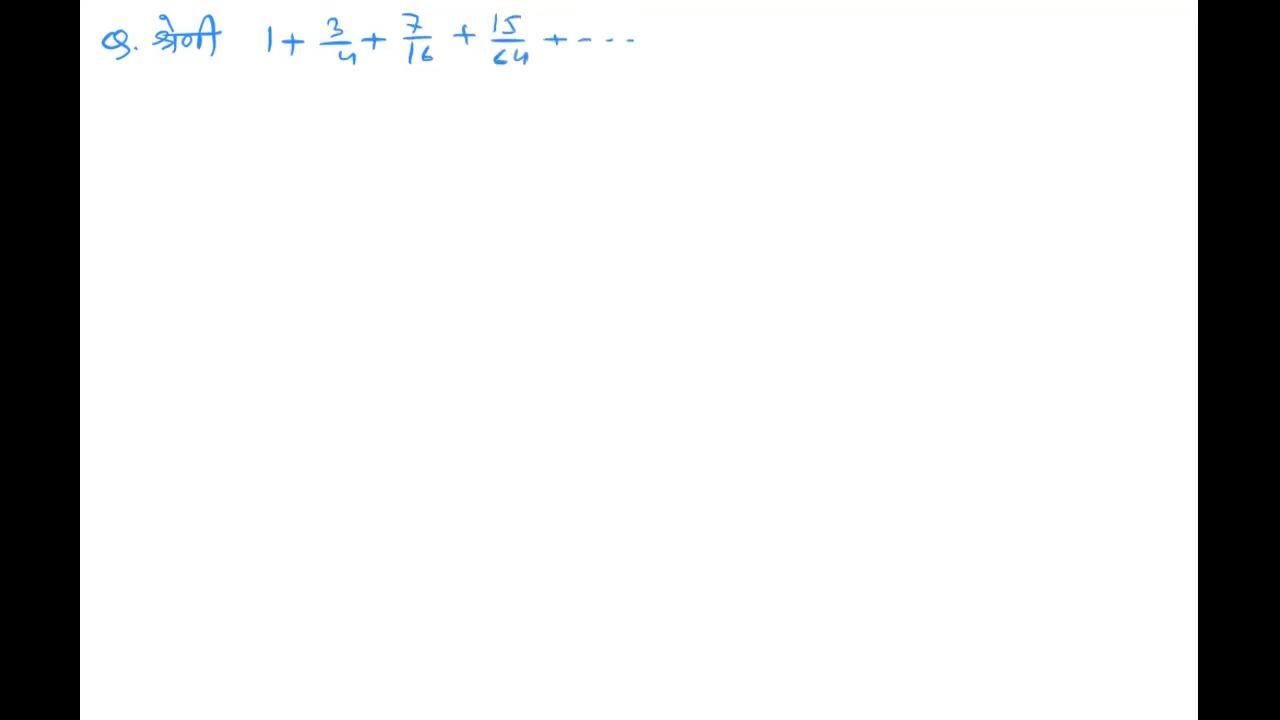 Q. श्रेणी 1 + 3/4 + 7/16 + 15/64 + ----